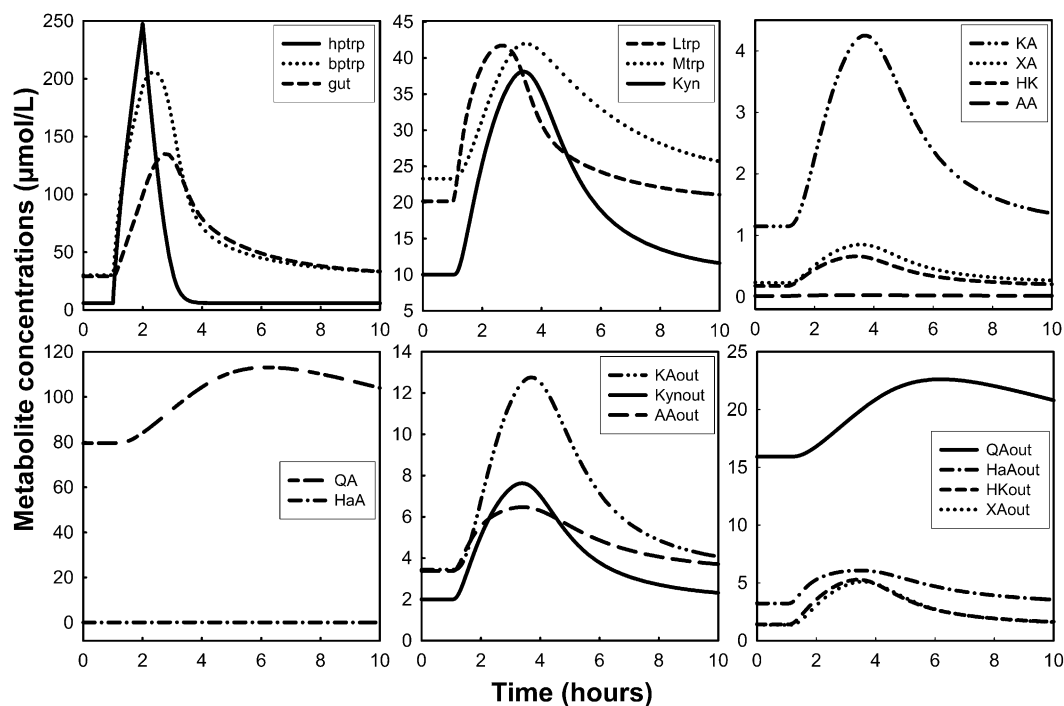 Metabolite concentrations (µmol/L)
250
200
150
100
50
0
0 2 4 6 8 10
hptrp
bptrp
gut
45
40
35
30
25
20
15
10
5
0 2 4 6 8 10
Ltrp
Mtrp
Kyn
4
3
2
1
0
0 2 4 6 8 10
KA
XA
HK
AA
120
100
80
60
40
20
0
0 2 4 6 8 10
QA
HaA
14
12
10
8
6
4
2
0
0 2 4 6 8 10
KAout
Kynout
AAout
25
20
15
10
5
0
0 2 4 6 8 10
QAout
HaAout
HKout
XAout
Time (hours)